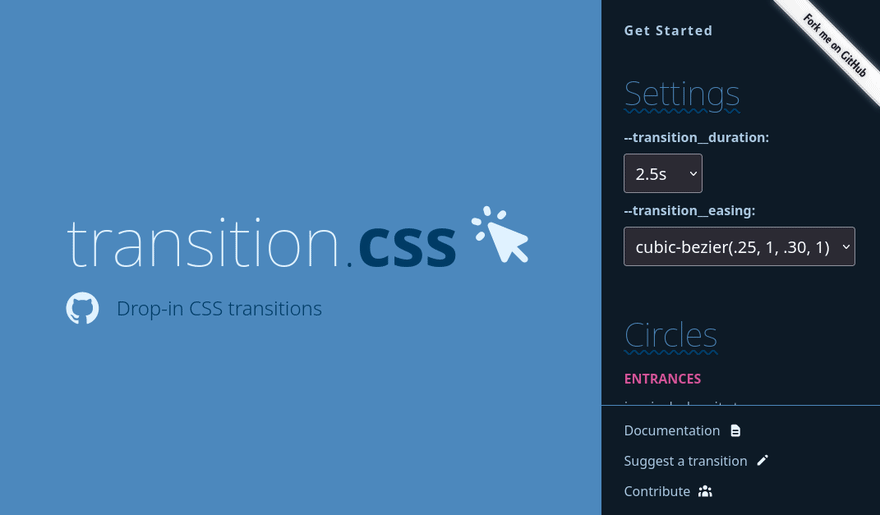 transition.css
Drop-in CSS transitions
Get Started
Fork me on GitHub
Settings
--transition__duration:
2.5s
--transition__easing:
cubic-bezier(.25, 1, .30, 1)
Circles
ENTRANCES
Documentation
Suggest a transition
Contribute